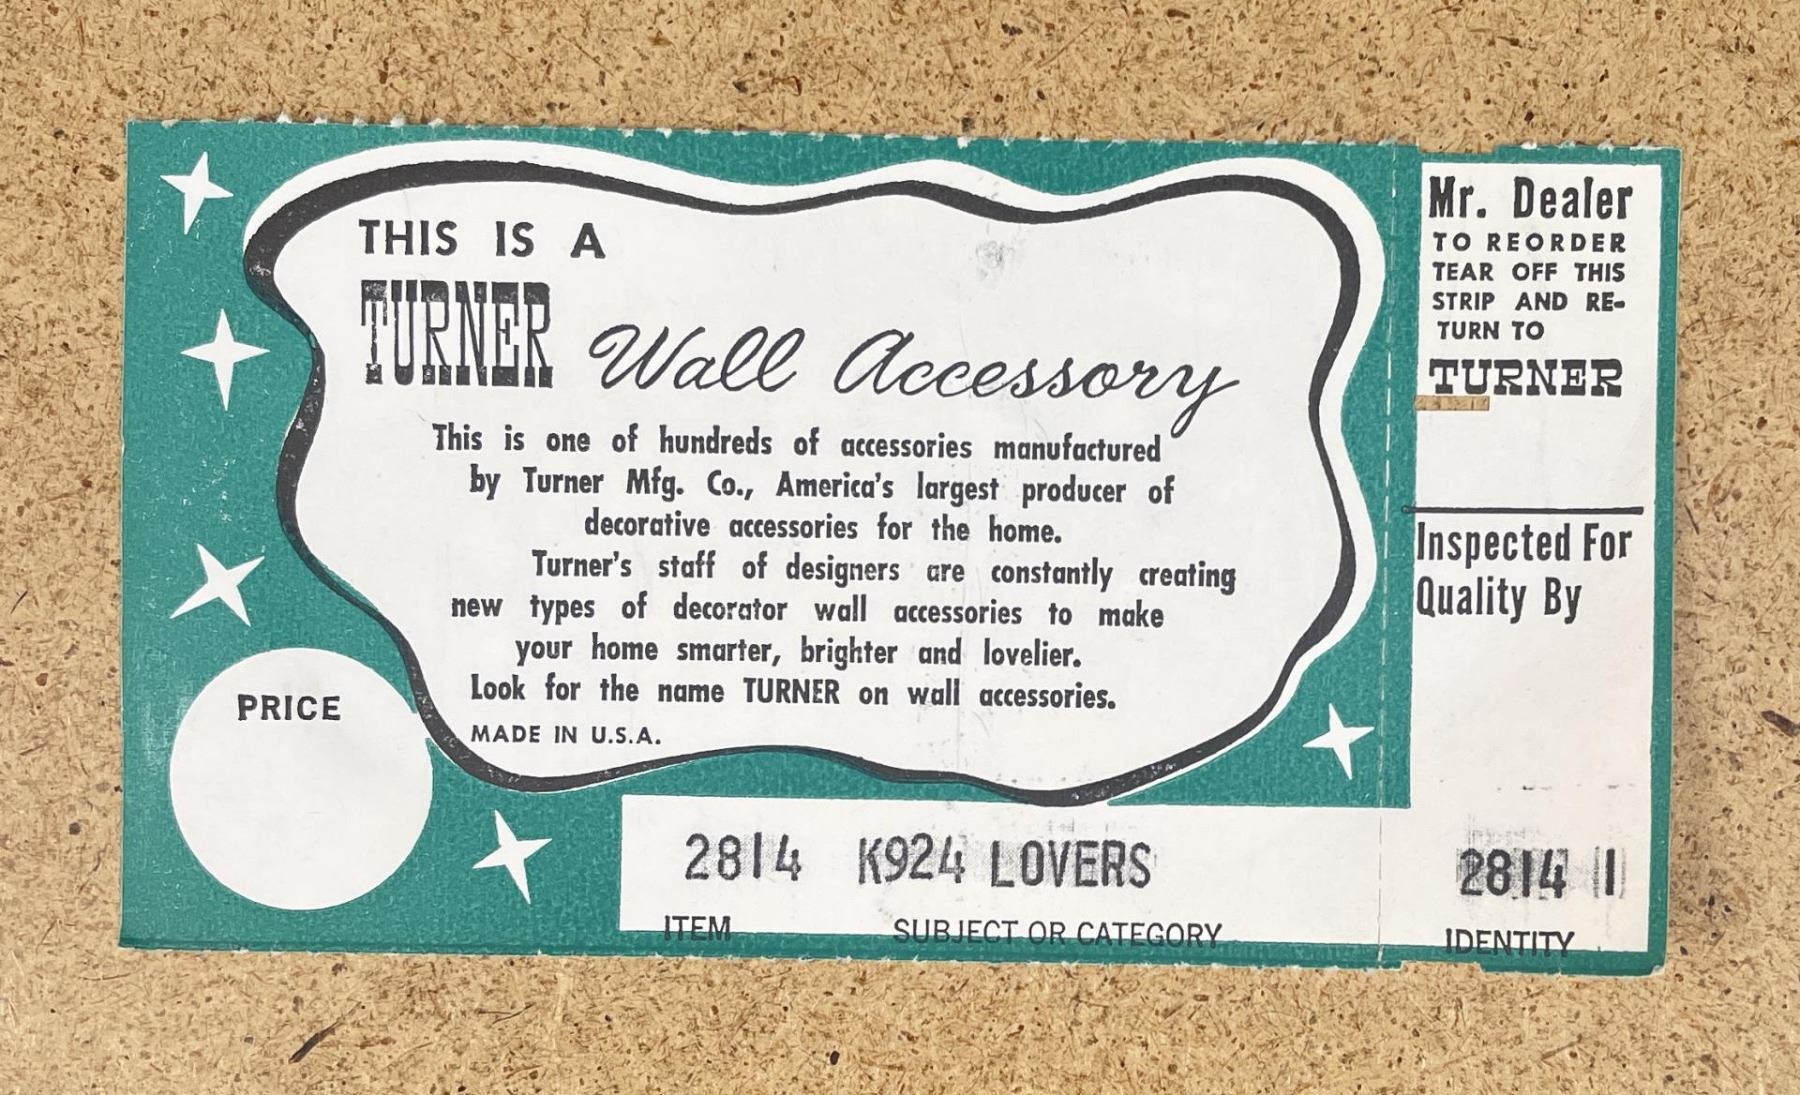 THIS IS A
TURNER Wall Accessory
This is one of hundreds of accessories manufactured
by Turner Mfg. Co., America's largest producer of
decorative accessories for the home.
Turner's staff of designers are constantly creating
new types of decorator wall accessories to make
your home smarter, brighter and lovelier.
Look for the name TURNER on wall accessories.
MADE IN U.S.A.
PRICE
2814 K924 LOVERS
ITEM SUBJECT OR CATEGORY
Mr. Dealer
TO REORDER
TEAR OFF THIS
STRIP AND RE-
TURN TO
TURNER
Inspected For
Quality By
2814 1
IDENTITY